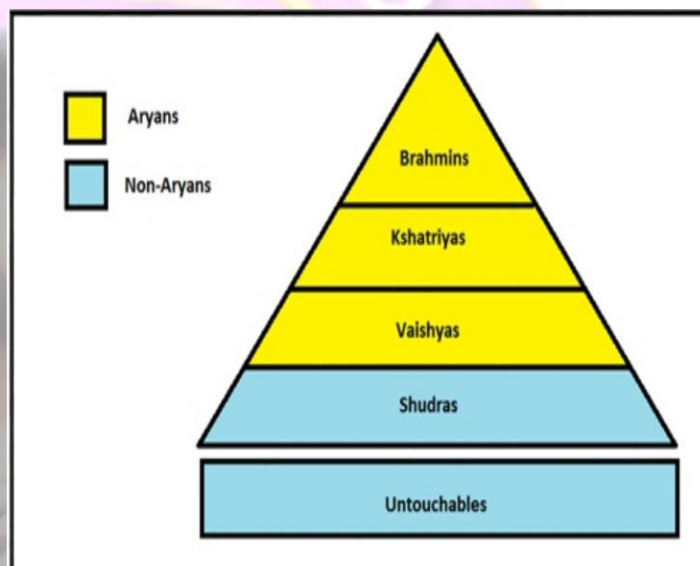 Aryans
Non-Aryans
Brahmins
Kshatriyas
Vaishyas
Shudras
Untouchables